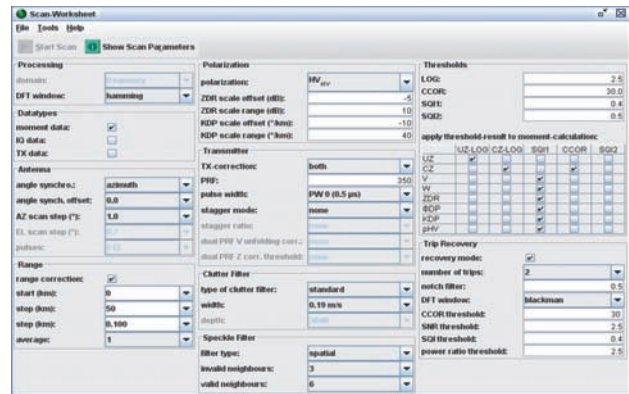 Scan-Worksheet
File Tools Help
Start Scan Show Scan Parameters
Processing
domain:
DFT window: hamming
Datatypes
moment data:
IQ data:
TX data:
Antenna
angle synchro.: azimuth
angle synch. offset: 0.0
AZ scan step (°): 1.0
EL scan step (°):
pulses:
Range
range correction:
start (km): 0
stop (km): 50
step (km): 0.100
average: 1
Polarization
polarization: HV
ZDR scale offset (dB): -5
ZDR scale range (dB): 10
KDP scale offset (°/km): -10
KDP scale range (°/km): 40
Transmitter
TX-correction: both
PRF: 350
pulse width: PW 0 (0.5 µs)
stagger mode: none
stagger ratio:
dual PRF V unfolding corr.:
dual PRF Z corr. threshold:
Clutter Filter
type of clutter filter: standard
width: 0.19 m/s
depth:
Speckle Filter
filter type: spatial
invalid neighbours: 3
valid neighbours: 6
Thresholds
LOG: 2.5
CCOR: 30.0
SQI1: 0.4
SQI2: 0.5
apply threshold-result to moment-calculation:
UZ-LOG CZ-LOG SQI1 CCOR SQI2
UZ
CZ
V
W
ZDR
ΦDP
KDP
ρHV
Trip Recovery
recovery mode:
number of trips: 2
notch filter: 0.5
DFT window: blackman
CCOR threshold: 30
SNR threshold: 2.5
SQI threshold: 0.4
power ratio threshold: 2.5